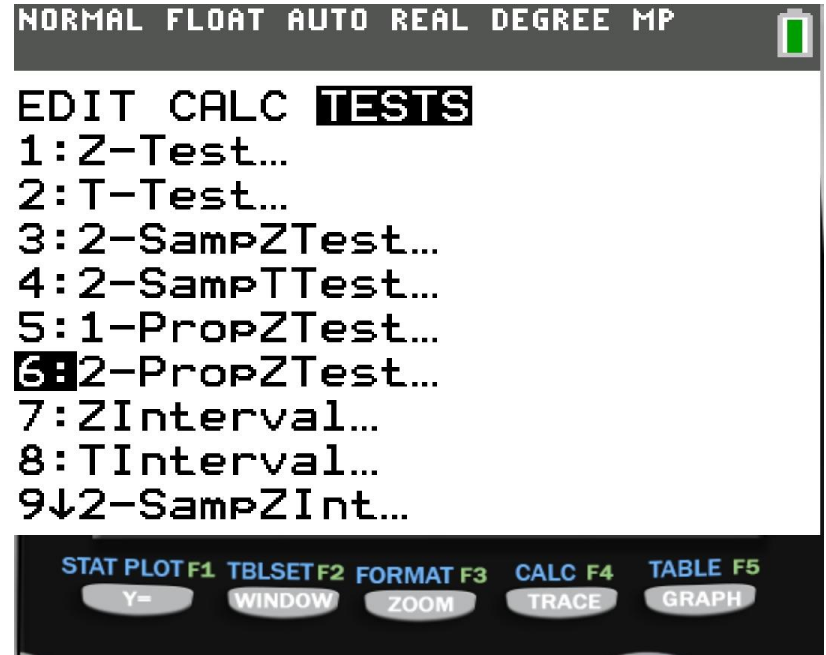 NORMAL FLOAT AUTO REAL DEGREE MP
EDIT CALC TESTS
1:Z-Test…
2:T-Test…
3:2-SampZTest…
4:2-SampTTest…
5:1-PropZTest…
6:2-PropZTest…
7:ZInterval…
8:TInterval…
9↓2-SampZInt…
STAT PLOT F1 TBLSET F2 FORMAT F3 CALC F4 TABLE F5
Y= WINDOW ZOOM TRACE GRAPH